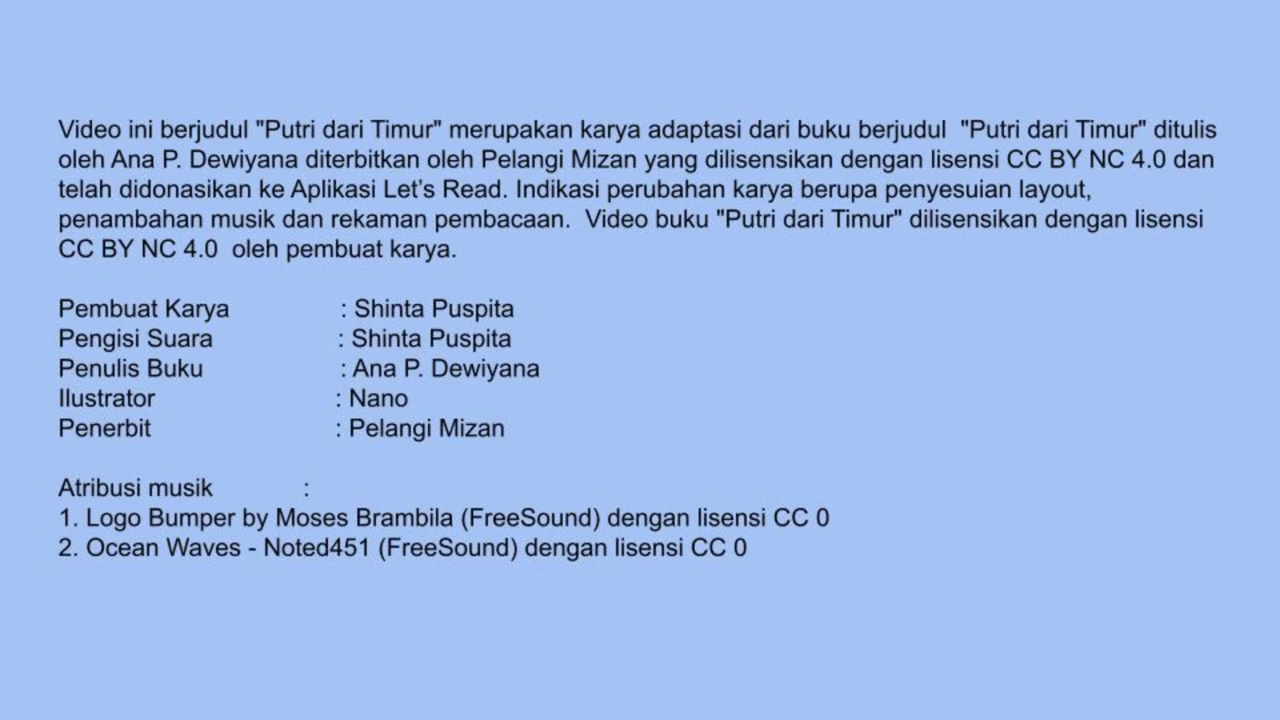 Video ini berjudul "Putri dari Timur" merupakan karya adaptasi dari buku berjudul  "Putri dari Timur" ditulis
oleh Ana P. Dewiyana diterbitkan oleh Pelangi Mizan yang dilisensikan dengan lisensi CC BY NC 4.0 dan
telah didonasikan ke Aplikasi Let’s Read. Indikasi perubahan karya berupa penyesuian layout,
penambahan musik dan rekaman pembacaan.  Video buku "Putri dari Timur" dilisensikan dengan lisensi
CC BY NC 4.0  oleh pembuat karya.
Pembuat Karya : Shinta Puspita
Pengisi Suara : Shinta Puspita
Penulis Buku : Ana P. Dewiyana
Ilustrator : Nano
Penerbit : Pelangi Mizan
Atribusi musik :
1. Logo Bumper by Moses Brambila (FreeSound) dengan lisensi CC 0
2. Ocean Waves - Noted451 (FreeSound) dengan lisensi CC 0